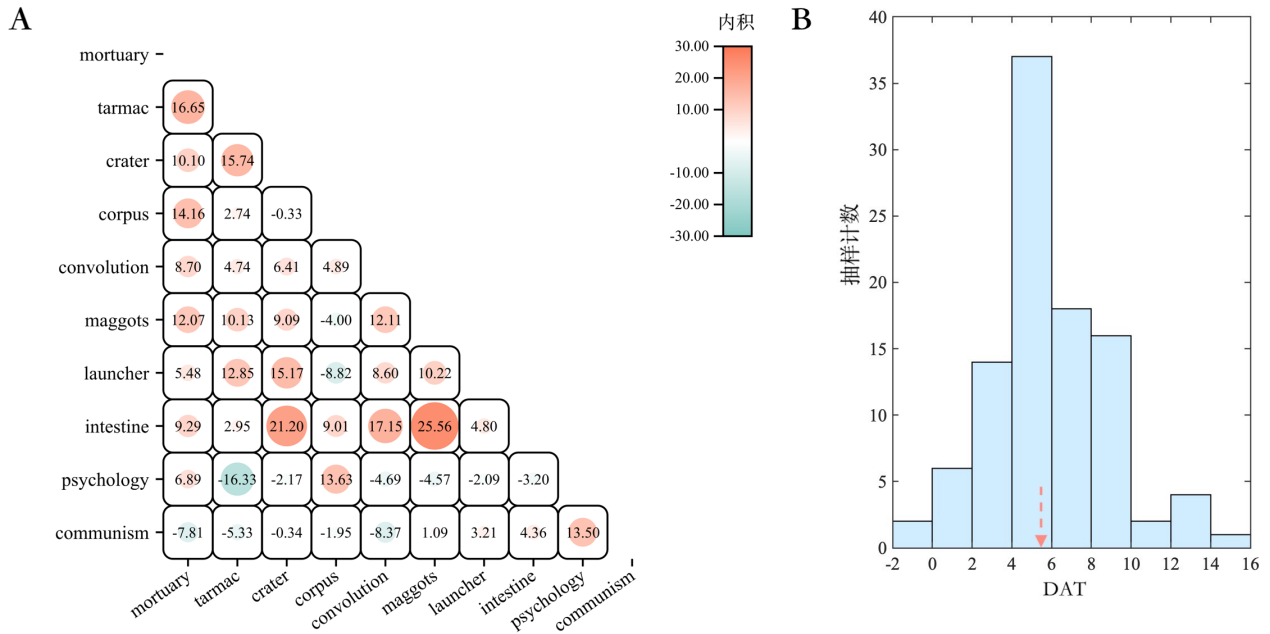 A
mortuary
tarmac 16.65
crater 10.10 15.74
corpus 14.16 2.74 -0.33
convolution 8.70 4.74 6.41 4.89
maggots 12.07 10.13 9.09 -4.00 12.11
launcher 5.48 12.85 15.17 -8.82 8.60 10.22
intestine 9.29 2.95 21.20 9.01 17.15 25.56 4.80
psychology 6.89 -16.33 -2.17 13.63 -4.69 -4.57 -2.09 -3.20
communism -7.81 -5.33 -0.34 -1.95 -8.37 1.09 3.21 4.36 13.50
mortuary tarmac crater corpus convolution maggots launcher intestine psychology communism
内积
30.00
20.00
10.00
-10.00
-20.00
-30.00
B
抽样计数
40
35
30
25
20
15
10
5
0
-2 0 2 4 6 8 10 12 14 16
DAT